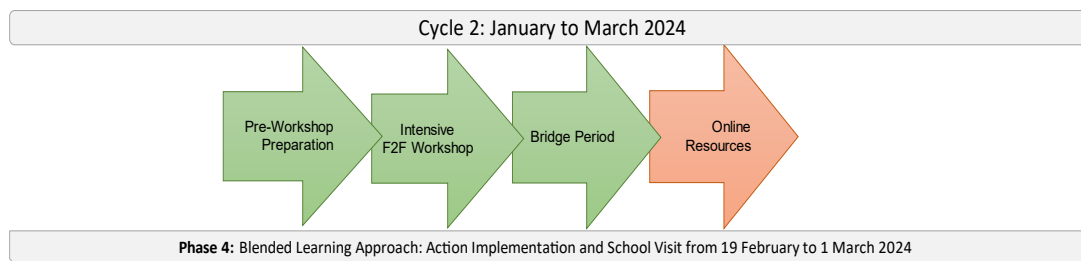 Cycle 2: January to March 2024
Pre-Workshop
Preparation
Intensive
F2F Workshop
Bridge Period
Online
Resources
Phase 4: Blended Learning Approach: Action Implementation and School Visit from 19 February to 1 March 2024